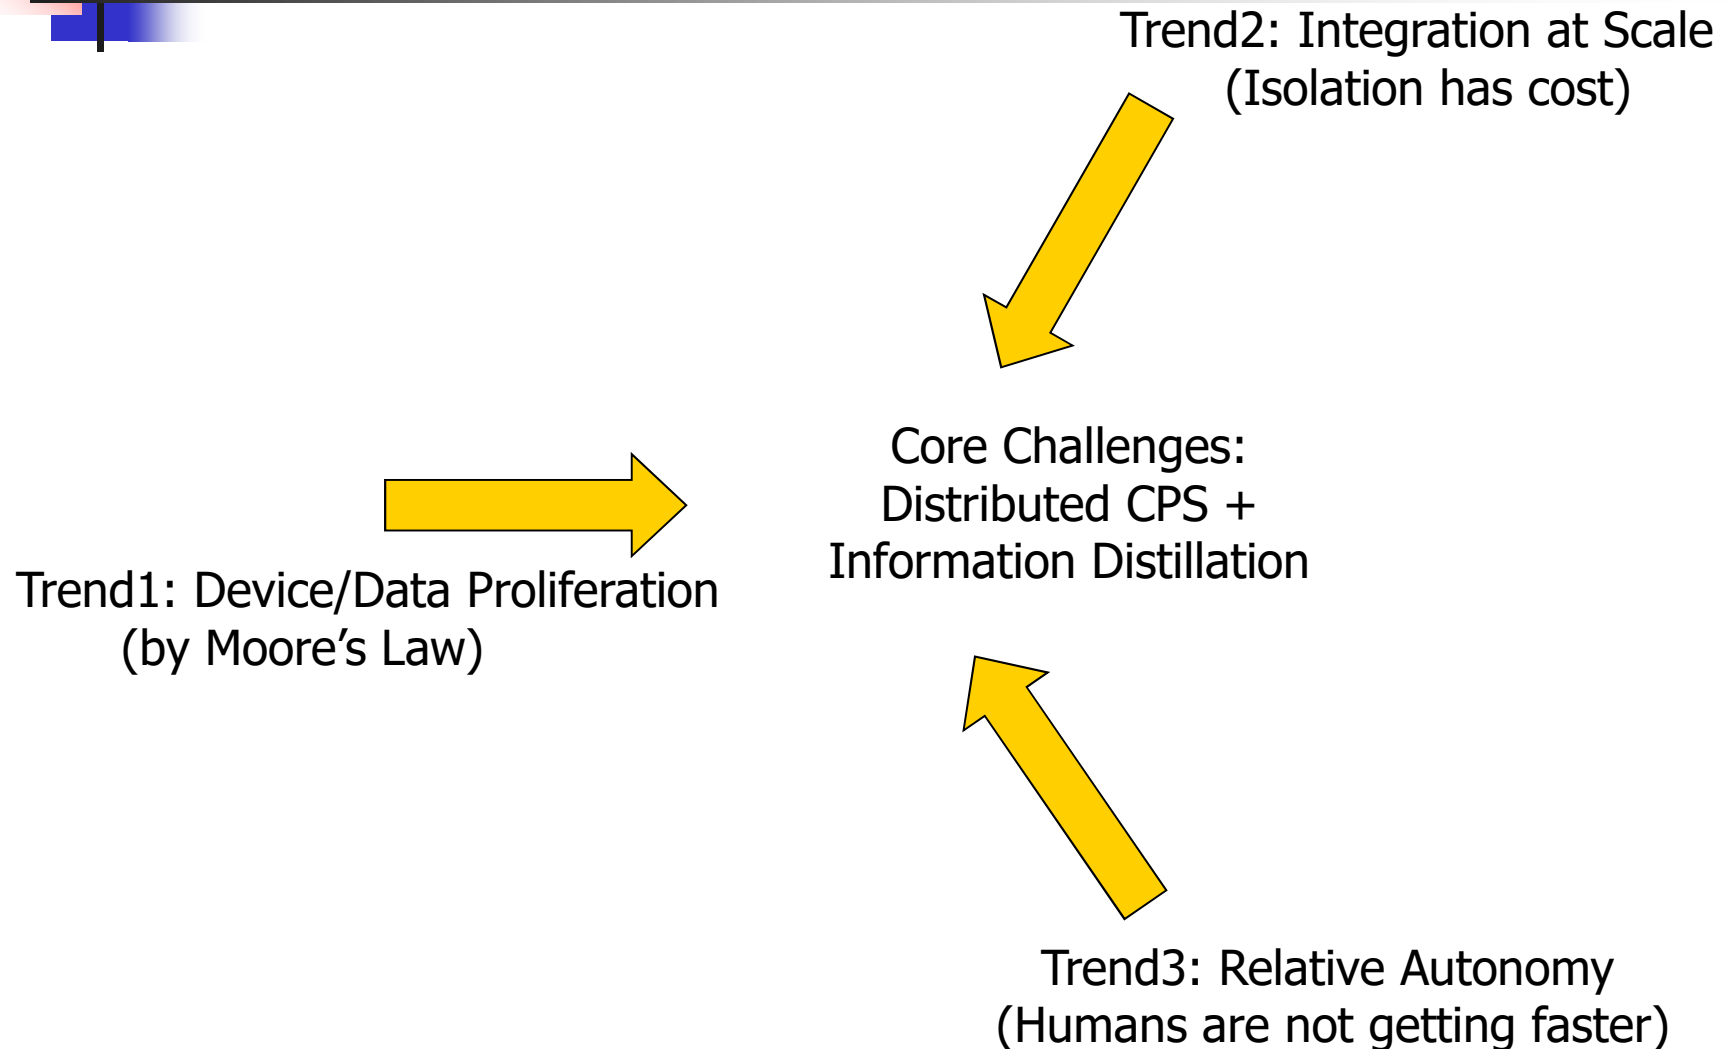 Trend2: Integration at Scale
(Isolation has cost)
Core Challenges:
Distributed CPS +
Information Distillation
Trend1: Device/Data Proliferation
(by Moore’s Law)
Trend3: Relative Autonomy
(Humans are not getting faster)